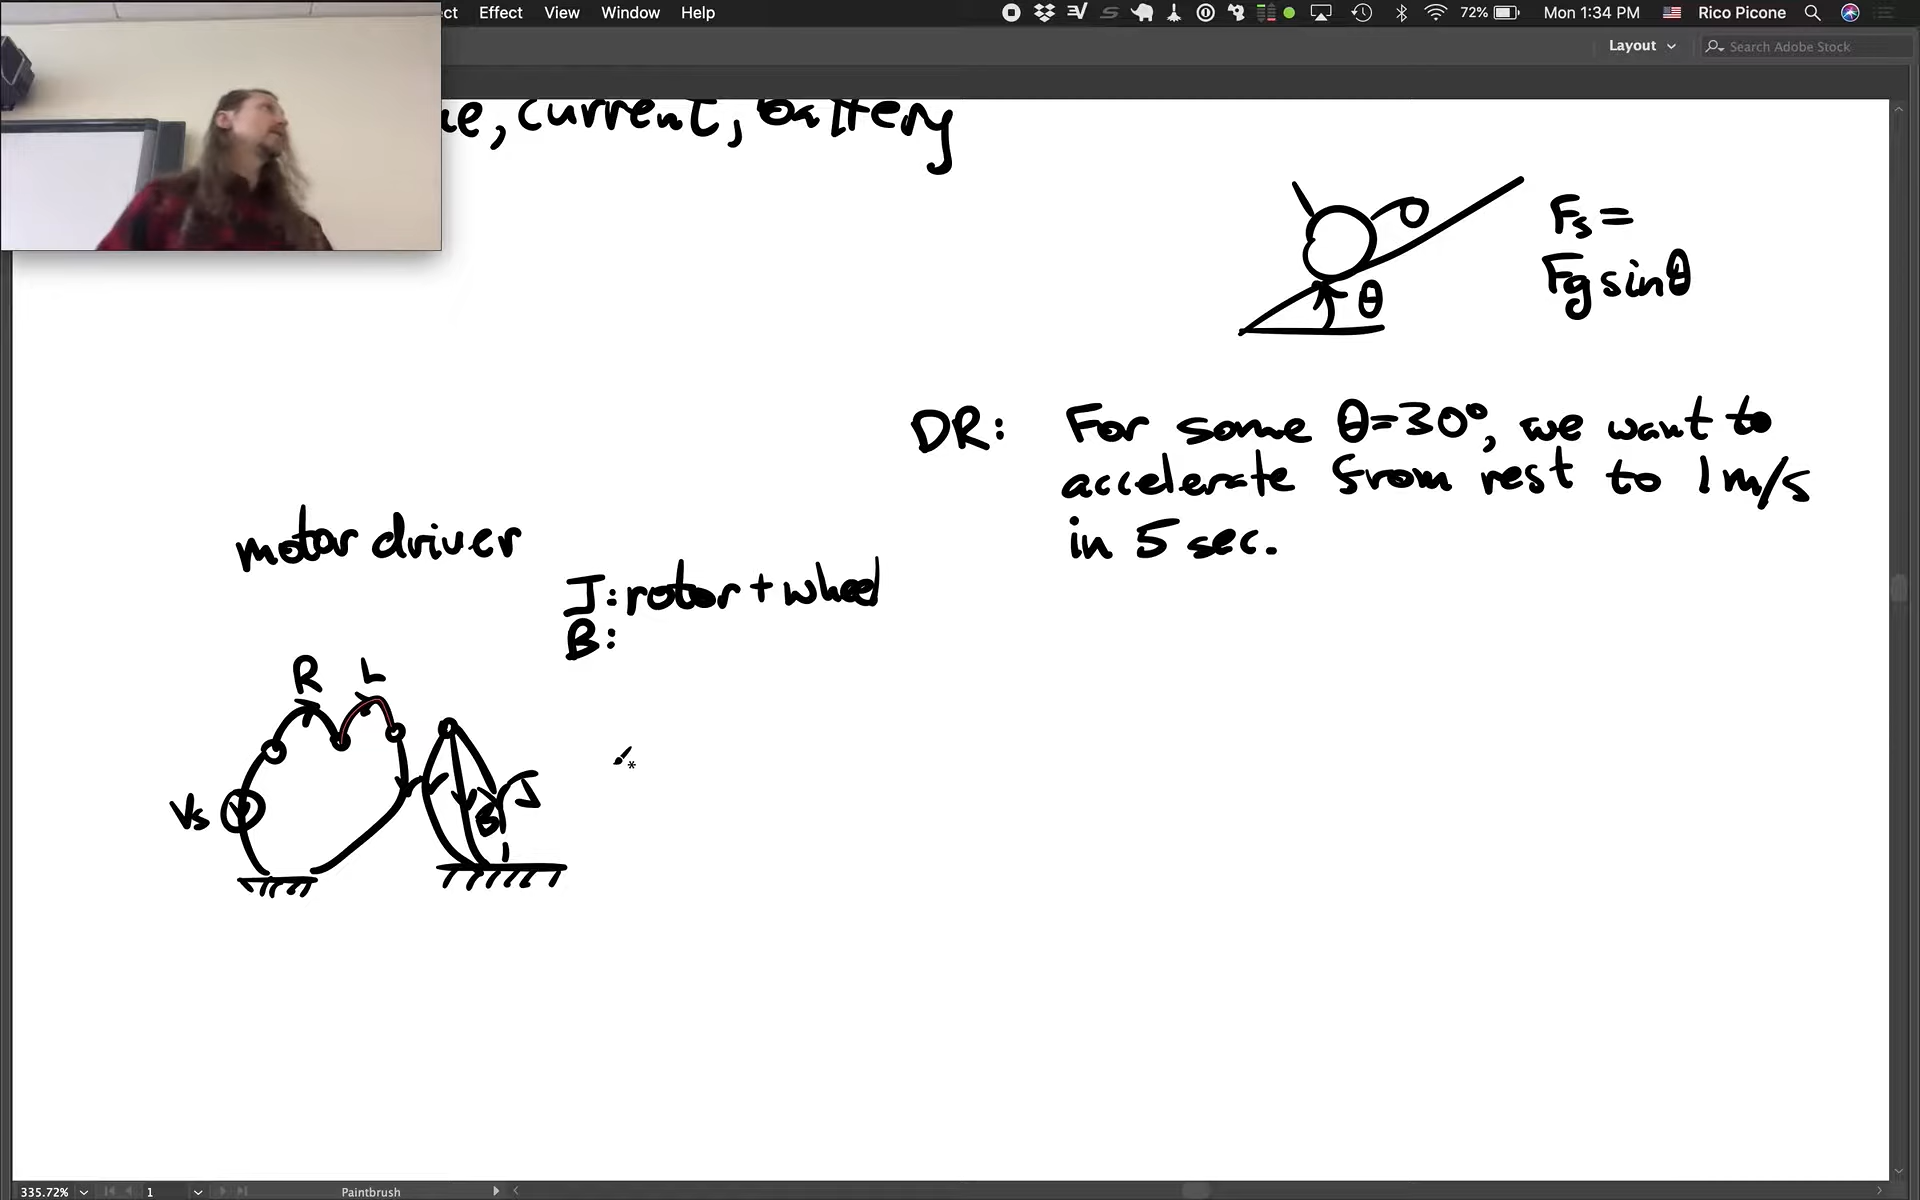 Effect View Window Help
72% Mon 1:34 PM Rico Picone
Layout Search Adobe Stock
current, battery
Fs =
Fg sinθ
θ
DR: For some θ=30°, we want to
accelerate from rest to 1 m/s
in 5 sec.
motor driver
J: rotor + wheel
B:
R L
Vs
B J
335.72% 1 Paintbrush